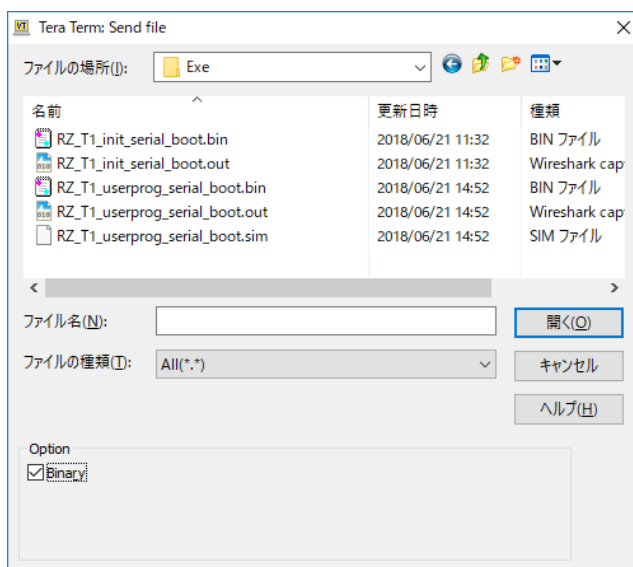 Tera Term: Send file
ファイルの場所(I):
Exe
名前 更新日時 種類
RZ_T1_init_serial_boot.bin 2018/06/21 11:32 BIN ファイル
RZ_T1_init_serial_boot.out 2018/06/21 11:32 Wireshark cap
RZ_T1_userprog_serial_boot.bin 2018/06/21 14:52 BIN ファイル
RZ_T1_userprog_serial_boot.out 2018/06/21 14:52 Wireshark cap
RZ_T1_userprog_serial_boot.sim 2018/06/21 14:52 SIM ファイル
ファイル名(N):
開く(O)
ファイルの種類(T):
All(*.*)
キャンセル
ヘルプ(H)
Option
Binary